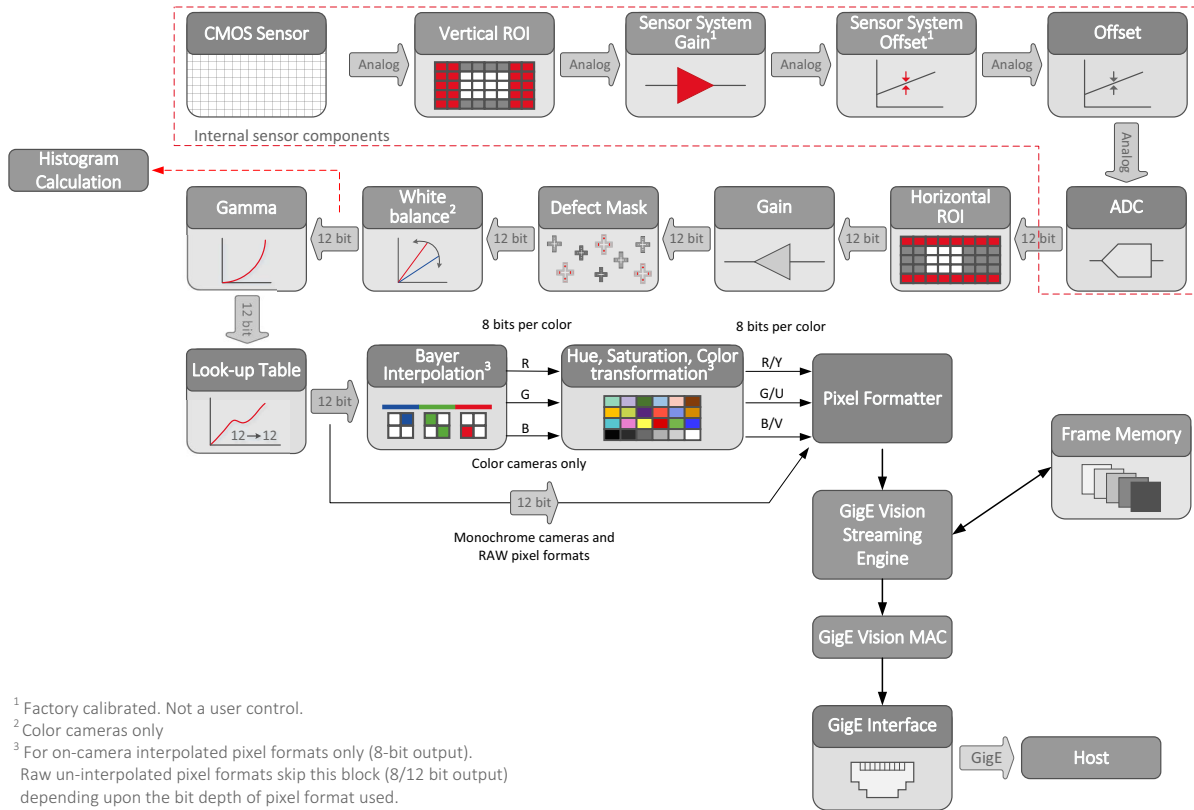 CMOS Sensor
Analog
Vertical ROI
Analog
Sensor System
Gain¹
Analog
Sensor System
Offset¹
Analog
Offset
Internal sensor components
Analog
Histogram
Calculation
ADC
12 bit
Horizontal
ROI
12 bit
Gain
12 bit
Defect Mask
12 bit
White
balance²
12 bit
Gamma
12 bit
Look-up Table
12→12
12 bit
8 bits per color
Bayer
Interpolation³
R
G
B
Hue, Saturation, Color
transformation³
8 bits per color
R/Y
G/U
B/V
Pixel Formatter
Color cameras only
12 bit
Monochrome cameras and
RAW pixel formats
Frame Memory
GigE Vision
Streaming
Engine
GigE Vision MAC
GigE Interface
GigE
Host
¹ Factory calibrated. Not a user control.
² Color cameras only
³ For on-camera interpolated pixel formats only (8-bit output).
Raw un-interpolated pixel formats skip this block (8/12 bit output)
depending upon the bit depth of pixel format used.